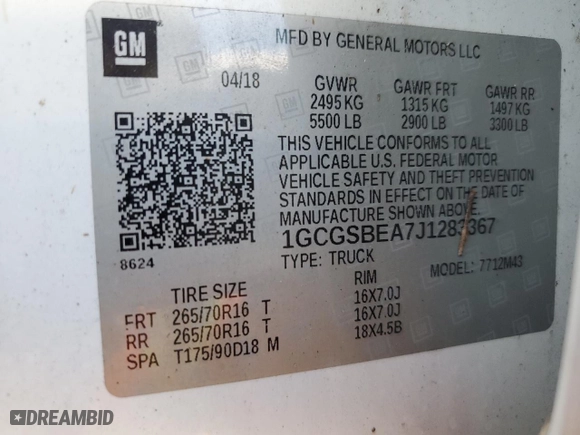 GM
MFD BY GENERAL MOTORS LLC
04/18
GVWR GAWR FRT GAWR RR
2495 KG 1315 KG 1497 KG
5500 LB 2900 LB 3300 LB
THIS VEHICLE CONFORMS TO ALL
APPLICABLE U.S. FEDERAL MOTOR
VEHICLE SAFETY AND THEFT PREVENTION
STANDARDS IN EFFECT ON THE DATE OF
MANUFACTURE SHOWN ABOVE.
1GCGSBEA7J1283367
8624
TYPE: TRUCK MODEL: 7712M43
TIRE SIZE RIM
FRT 265/70R16 T 16X7.0J
RR 265/70R16 T 16X7.0J
SPA T175/90D18 M 18X4.5B
DREAMBID